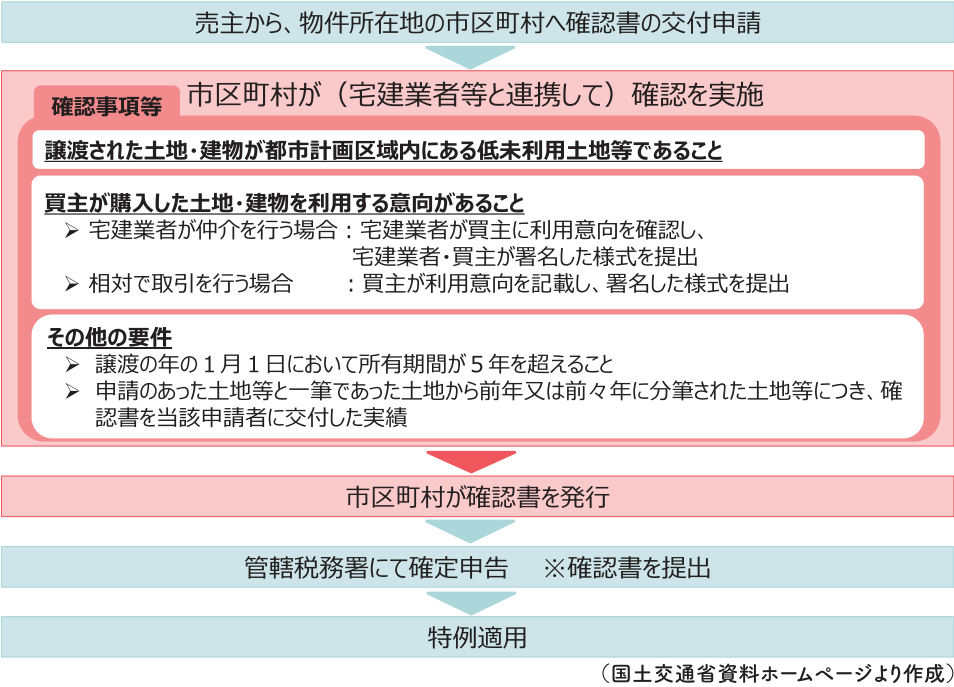 売主から、物件所在地の市区町村へ確認書の交付申請
市区町村が（宅建業者等と連携して）確認を実施
確認事項等
譲渡された土地・建物が都市計画区域内にある低未利用土地等であること
買主が購入した土地・建物を利用する意向があること
➢ 宅建業者が仲介を行う場合：宅建業者が買主に利用意向を確認し、
宅建業者・買主が署名した様式を提出
➢ 相対で取引を行う場合　　：買主が利用意向を記載し、署名した様式を提出
その他の要件
➢ 譲渡の年の１月１日において所有期間が５年を超えること
➢ 申請のあった土地等と一筆であった土地から前年又は前々年に分筆された土地等につき、確
認書を当該申請者に交付した実績
市区町村が確認書を発行
管轄税務署にて確定申告　※確認書を提出
特例適用
（国土交通省資料ホームページより作成）